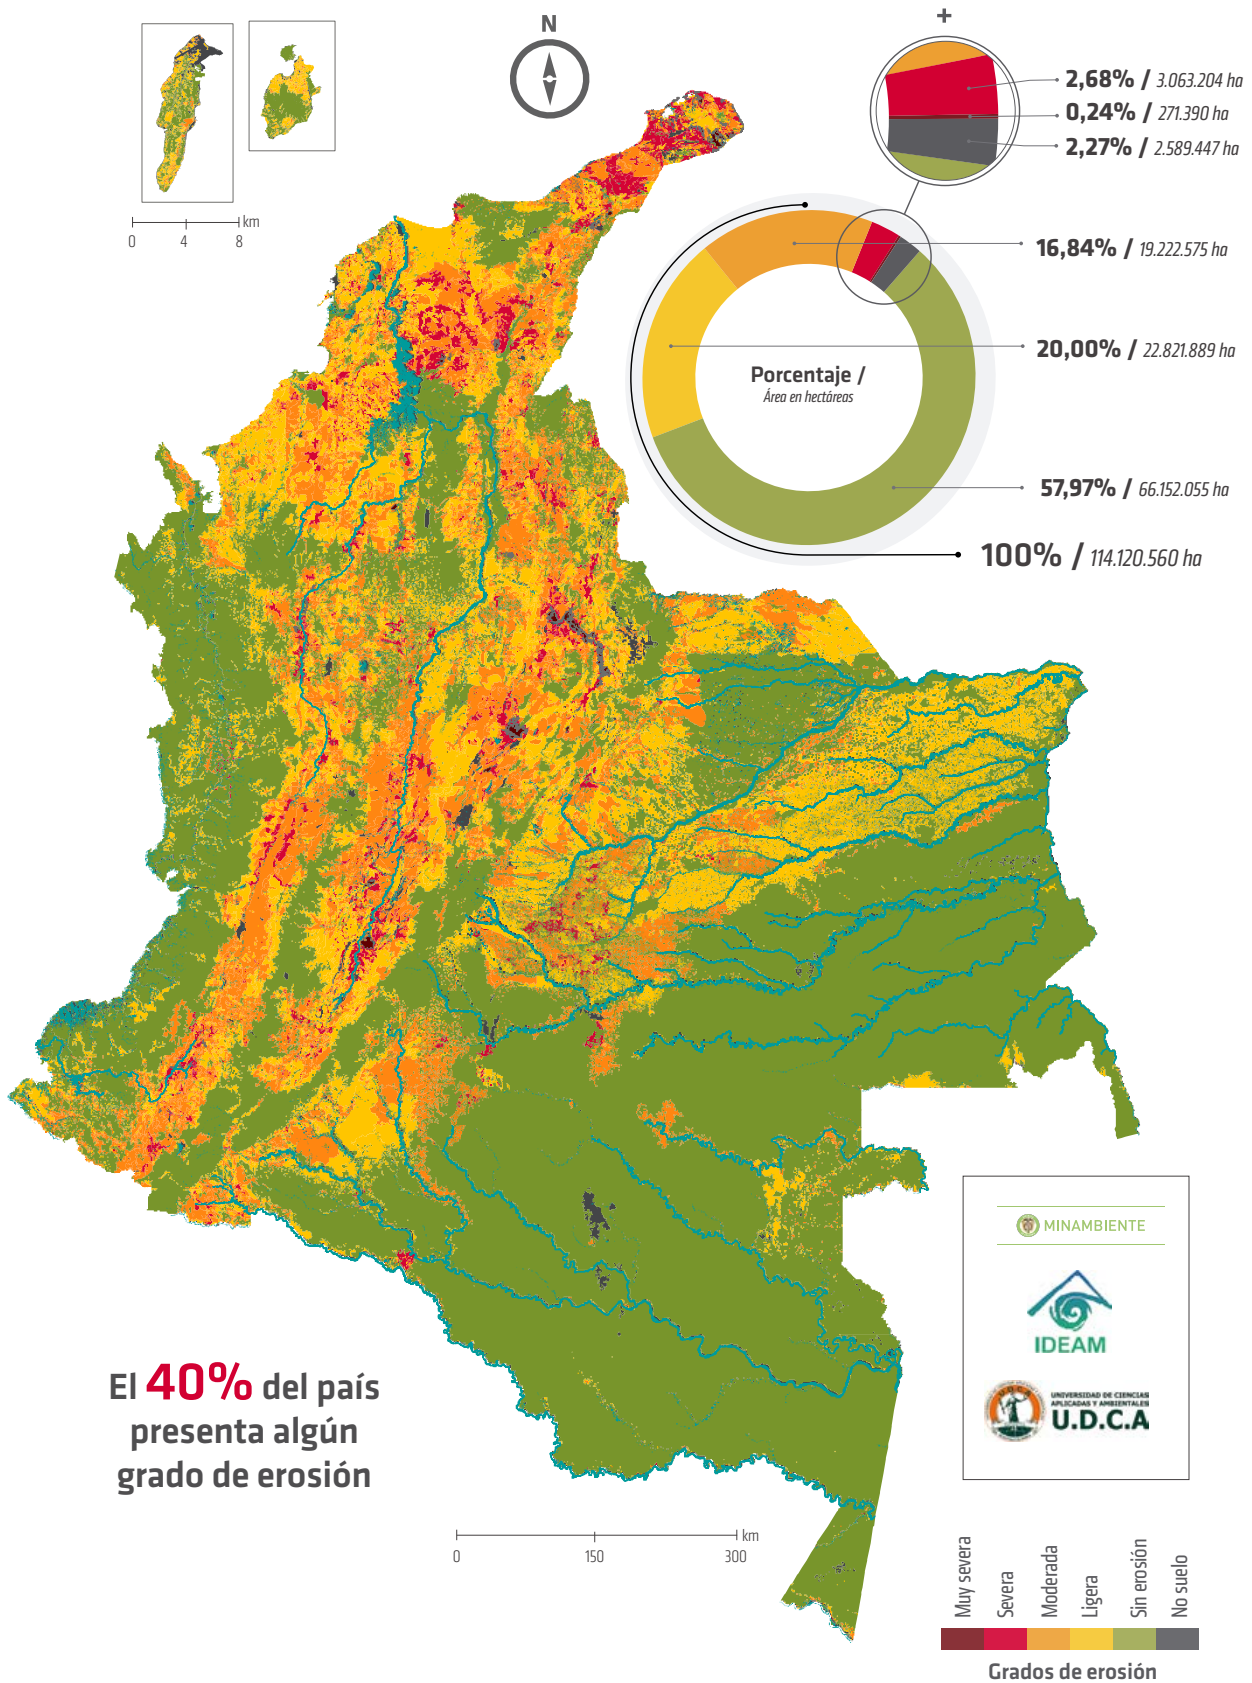 N
+
2,68% / 3.063.204 ha
0,24% / 271.390 ha
2,27% / 2.589.447 ha
km
0 4 8
16,84% / 19.222.575 ha
20,00% / 22.821.889 ha
Porcentaje /
Área en hectáreas
57,97% / 66.152.055 ha
100% / 114.120.560 ha
MINAMBIENTE
IDEAM
U.D.C.A
UNIVERSIDAD DE CIENCIAS
APLICADAS Y AMBIENTALES
U.D.C.A
El 40% del país
presenta algún
grado de erosión
km
0 150 300
Muy severa
Severa
Moderada
Ligera
Sin erosión
No suelo
Grados de erosión